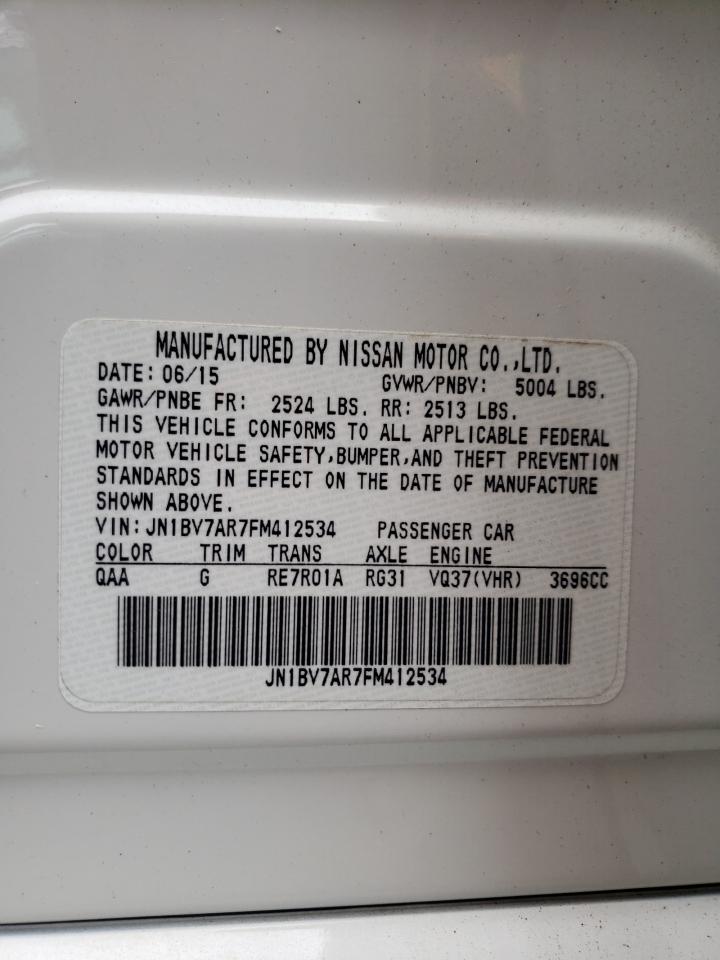 MANUFACTURED BY NISSAN MOTOR CO.,LTD.
DATE: 06/15 GVWR/PNBV: 5004 LBS.
GAWR/PNBE FR: 2524 LBS. RR: 2513 LBS.
THIS VEHICLE CONFORMS TO ALL APPLICABLE FEDERAL
MOTOR VEHICLE SAFETY,BUMPER,AND THEFT PREVENTION
STANDARDS IN EFFECT ON THE DATE OF MANUFACTURE
SHOWN ABOVE.
VIN: JN1BV7AR7FM412534 PASSENGER CAR
COLOR TRIM TRANS AXLE ENGINE
QAA G RE7R01A RG31 VQ37(VHR) 3696CC
JN1BV7AR7FM412534